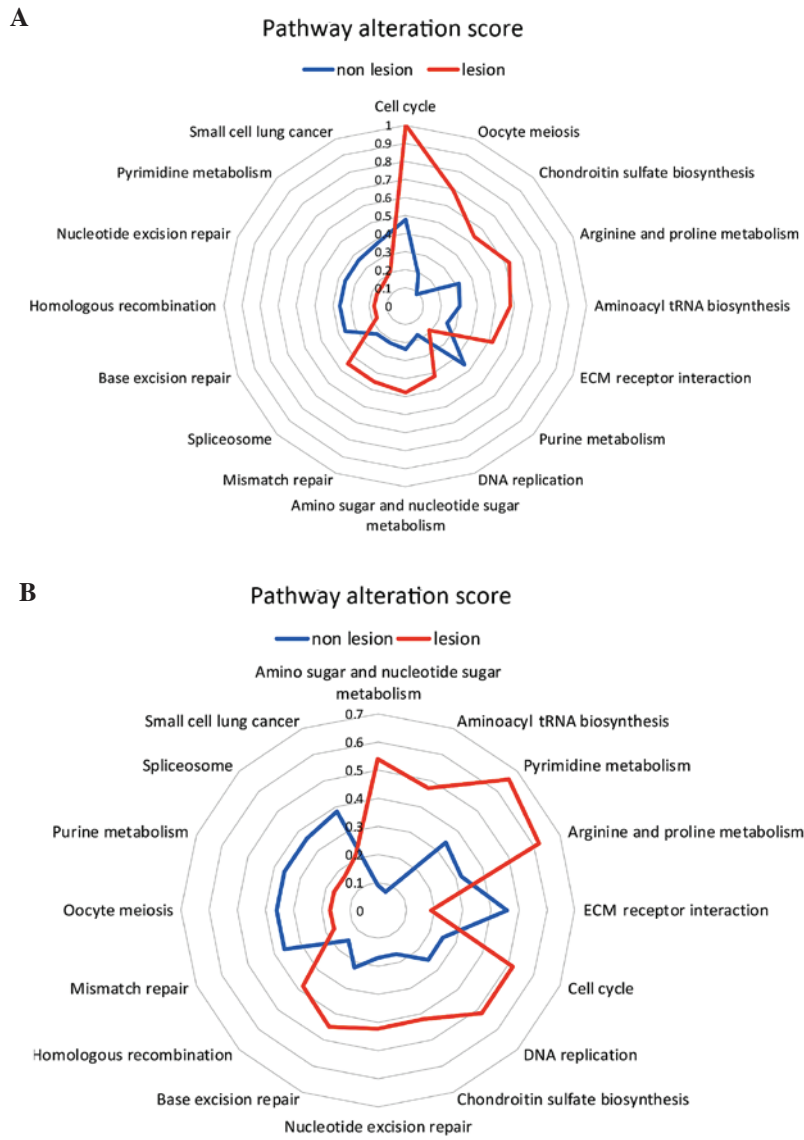 A
Pathway alteration score
non lesion lesion
Cell cycle
Small cell lung cancer
Oocyte meiosis
Pyrimidine metabolism
Chondroitin sulfate biosynthesis
Nucleotide excision repair
Arginine and proline metabolism
Homologous recombination
Aminoacyl tRNA biosynthesis
Base excision repair
ECM receptor interaction
Spliceosome
Purine metabolism
Mismatch repair
DNA replication
Amino sugar and nucleotide sugar
metabolism
1
0.9
0.8
0.7
0.6
0.5
0.4
0.3
0.2
0.1
0
B
Pathway alteration score
non lesion lesion
Amino sugar and nucleotide sugar
metabolism
Small cell lung cancer
Aminoacyl tRNA biosynthesis
Spliceosome
Pyrimidine metabolism
Purine metabolism
Arginine and proline metabolism
Oocyte meiosis
ECM receptor interaction
Mismatch repair
Cell cycle
Homologous recombination
DNA replication
Base excision repair
Chondroitin sulfate biosynthesis
Nucleotide excision repair
0.7
0.6
0.5
0.4
0.3
0.2
0.1
0